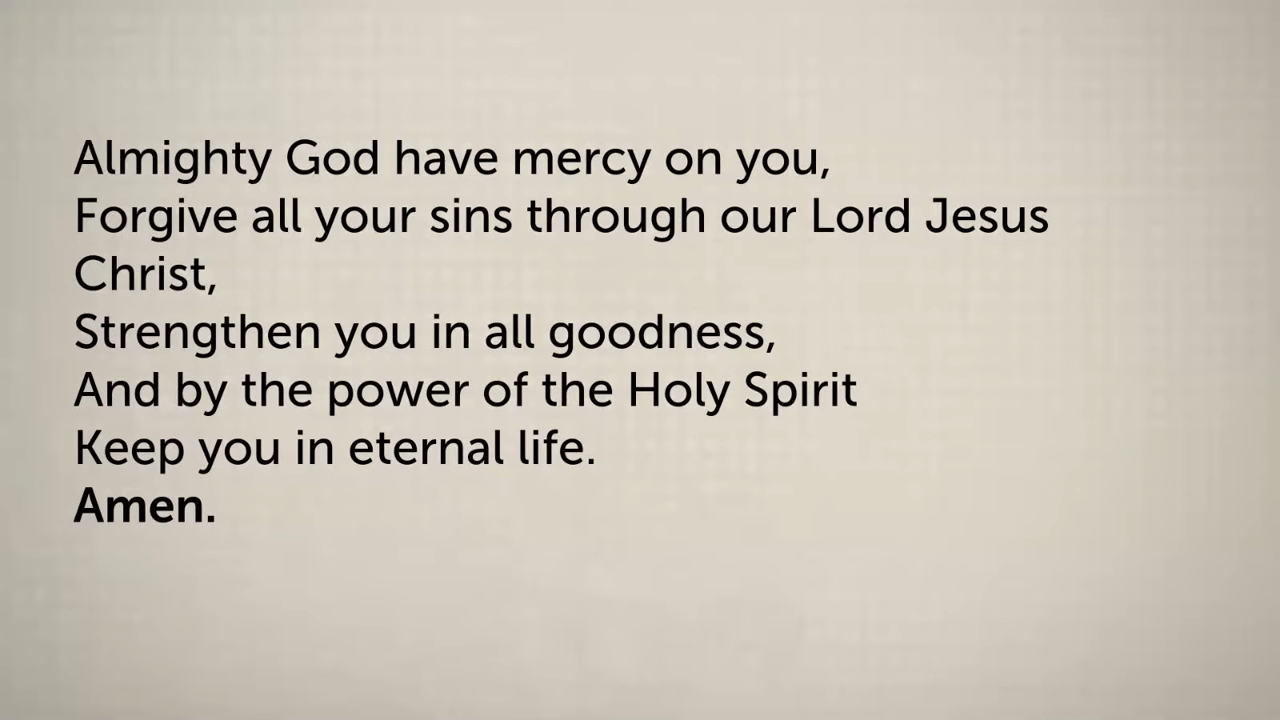 Almighty God have mercy on you,
Forgive all your sins through our Lord Jesus
Christ,
Strengthen you in all goodness,
And by the power of the Holy Spirit
Keep you in eternal life.
Amen.